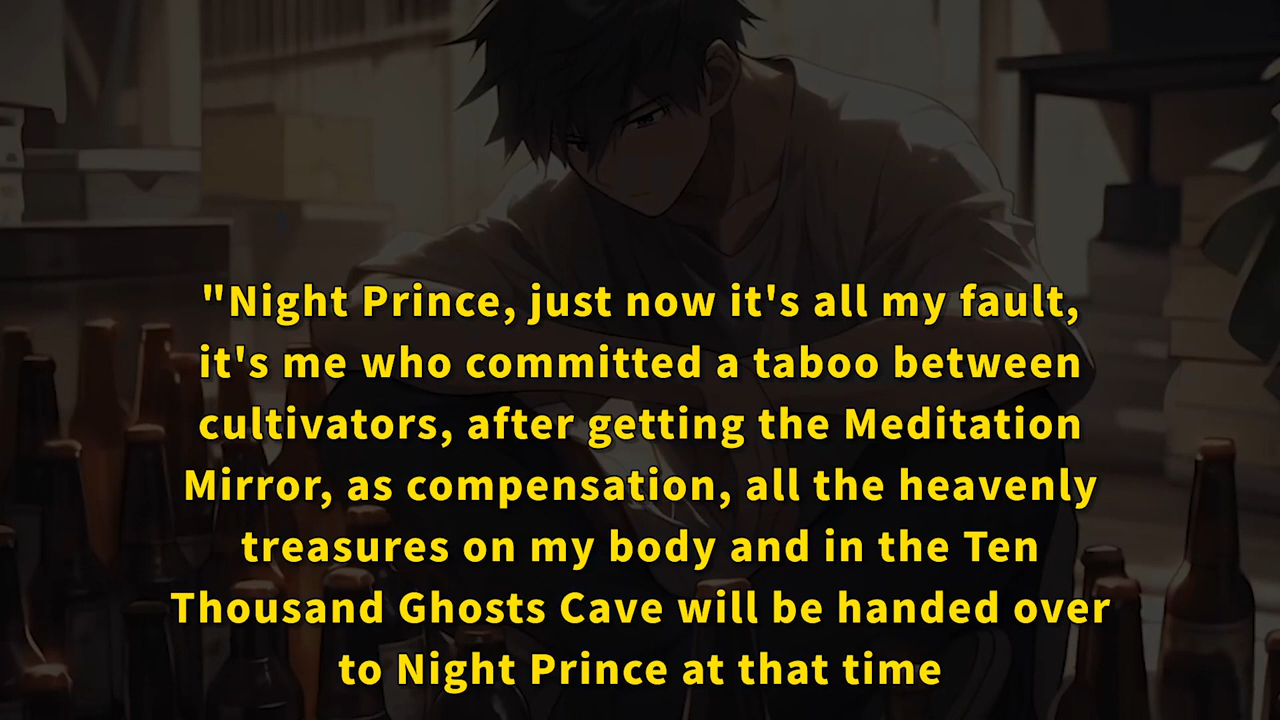 "Night Prince, just now it's all my fault,
it's me who committed a taboo between
cultivators, after getting the Meditation
Mirror, as compensation, all the heavenly
treasures on my body and in the Ten
Thousand Ghosts Cave will be handed over
to Night Prince at that time